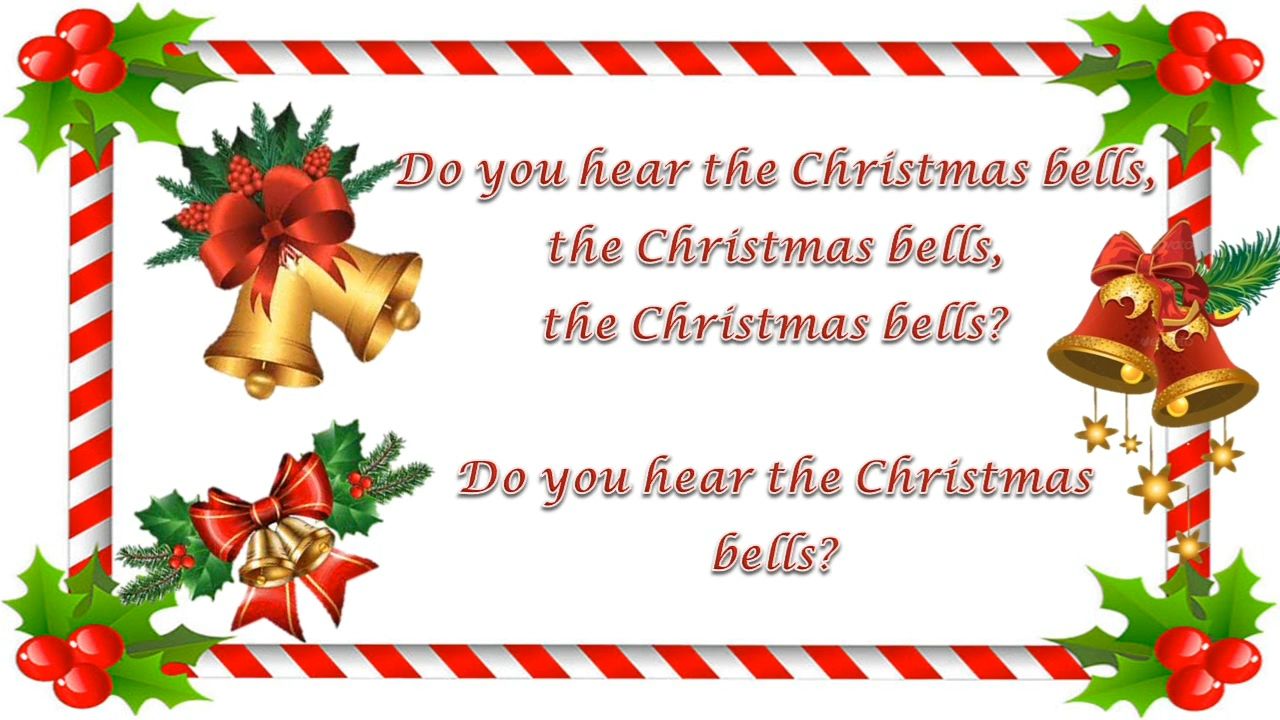 Do you hear the Christmas bells,
the Christmas bells,
the Christmas bells?
Do you hear the Christmas
bells?